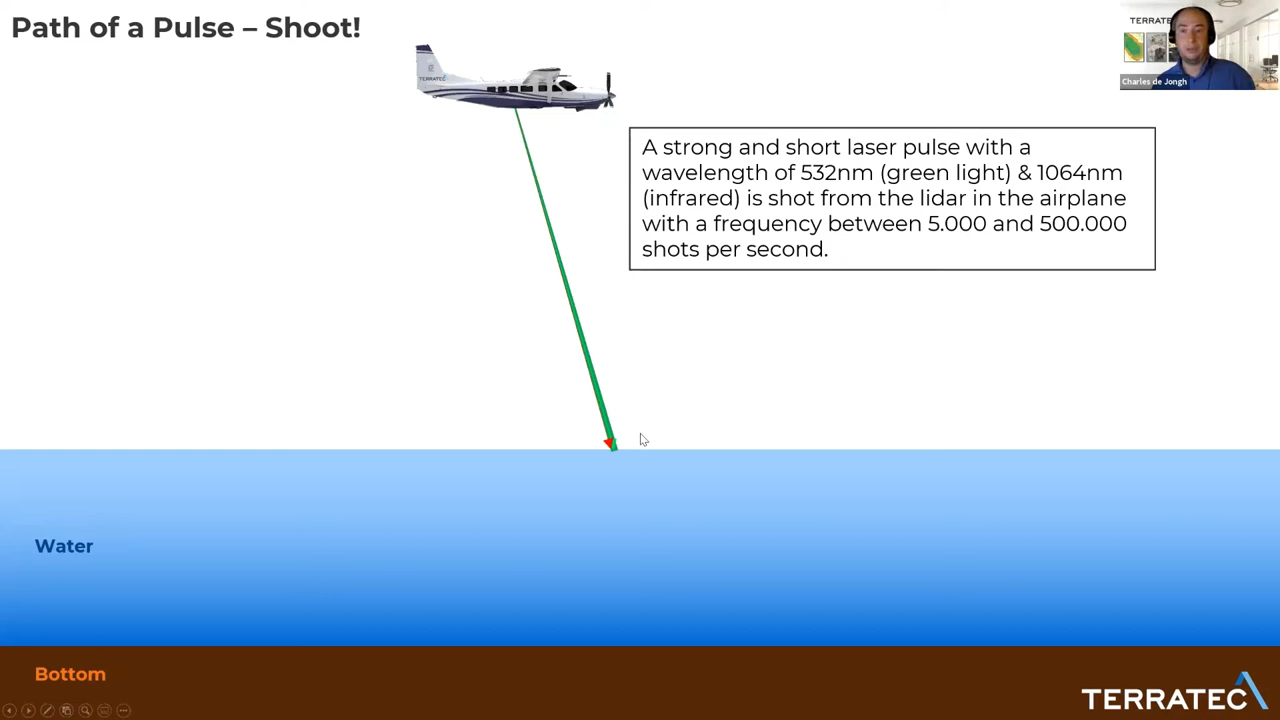 Path of a Pulse – Shoot!
TERRATEC
TERRATEC
Charles de Jongh
A strong and short laser pulse with a
wavelength of 532nm (green light) & 1064nm
(infrared) is shot from the lidar in the airplane
with a frequency between 5.000 and 500.000
shots per second.
Water
Bottom
TERRATEC